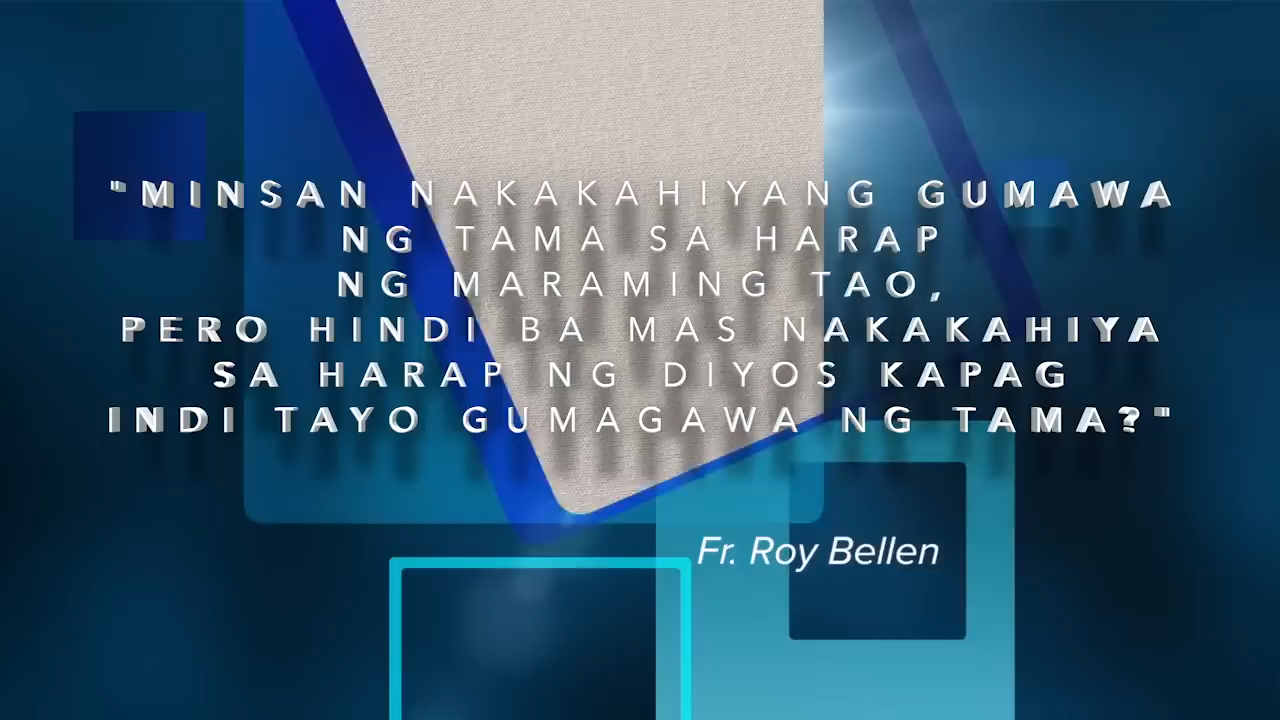 "MINSAN NAKAKAHIYANG GUMAWA
NG TAMA SA HARAP
NG MARAMING TAO,
PERO HINDI BA MAS NAKAKAHIYA
SA HARAP NG DIYOS KAPAG
INDI TAYO GUMAGAWA NG TAMA?"
Fr. Roy Bellen